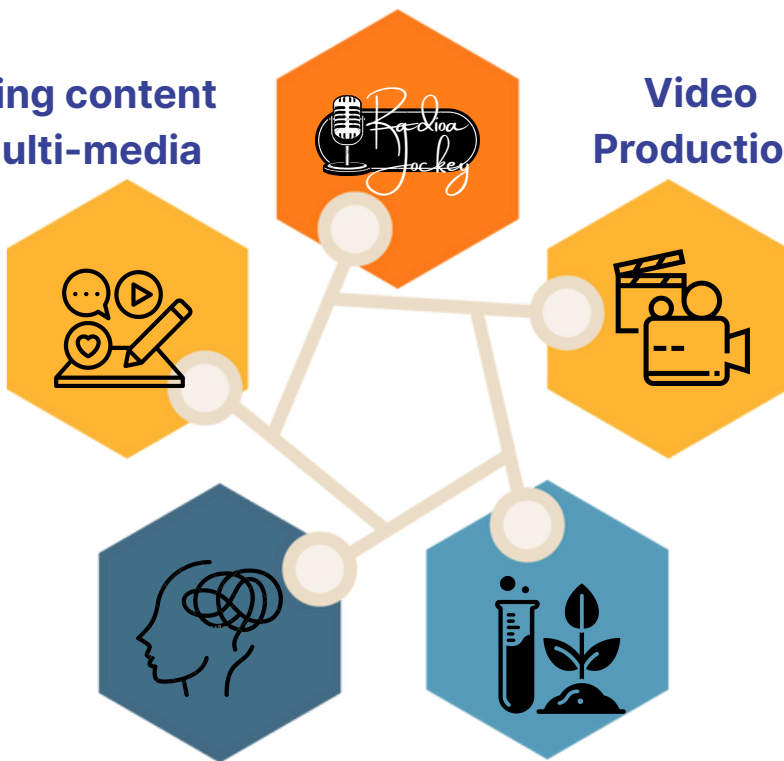 ing content
ulti-media
Radioa
Jockey
Video
Productio